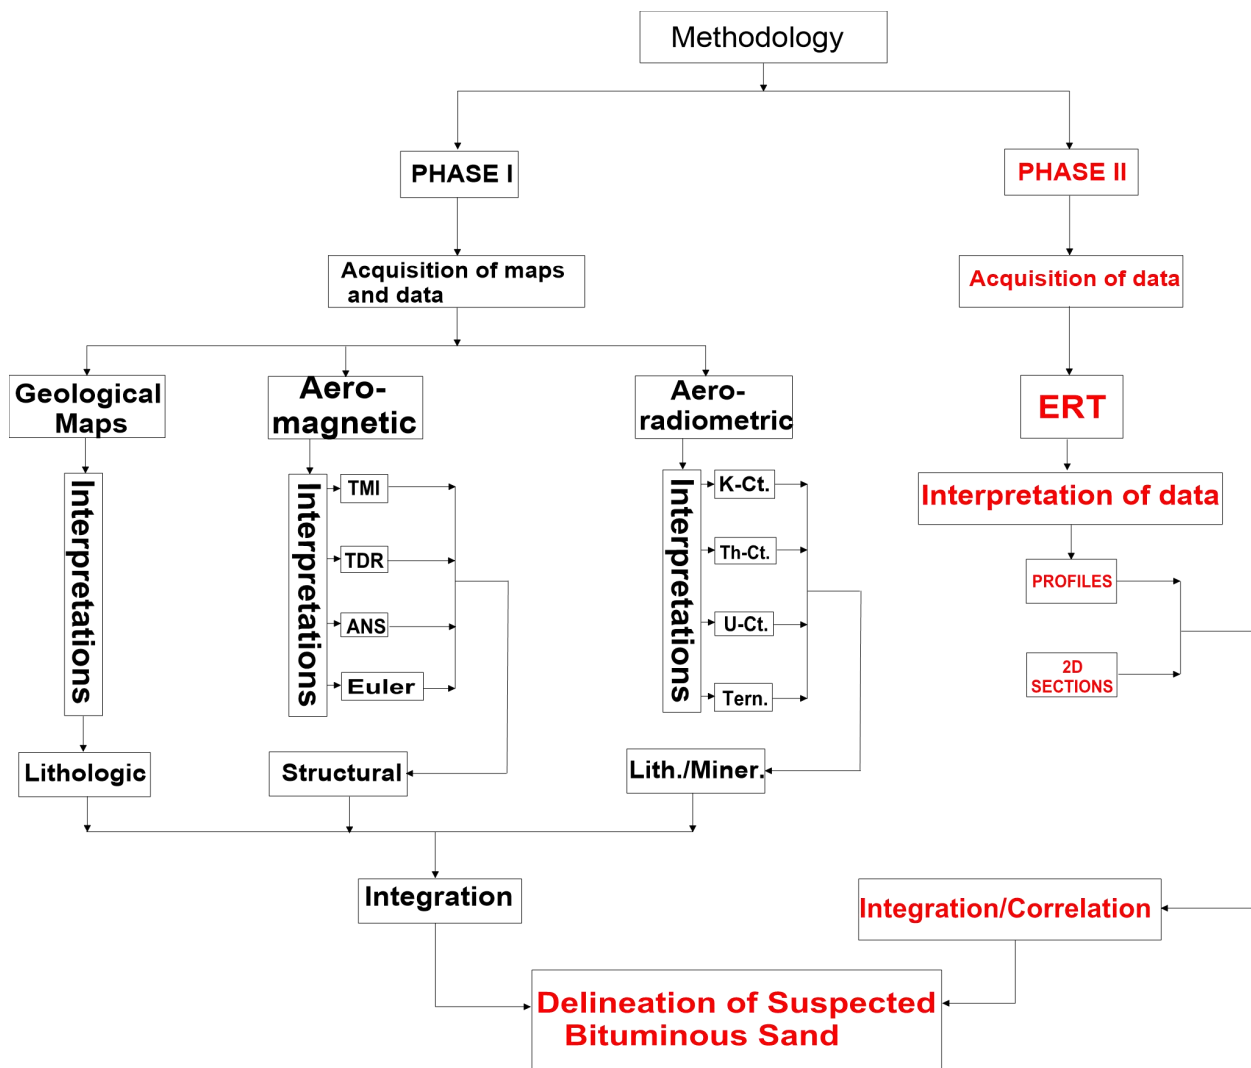 Methodology
PHASE I
PHASE II
Acquisition of maps
and data
Acquisition of data
Geological
Maps
Aero-
magnetic
Aero-
radiometric
ERT
Interpretations
Interpretations
TMI
TDR
ANS
Euler
Interpretations
K-Ct.
Th-Ct.
U-Ct.
Tern.
Interpretation of data
PROFILES
2D
SECTIONS
Lithologic
Structural
Lith./Miner.
Integration
Integration/Correlation
Delineation of Suspected
Bituminous Sand